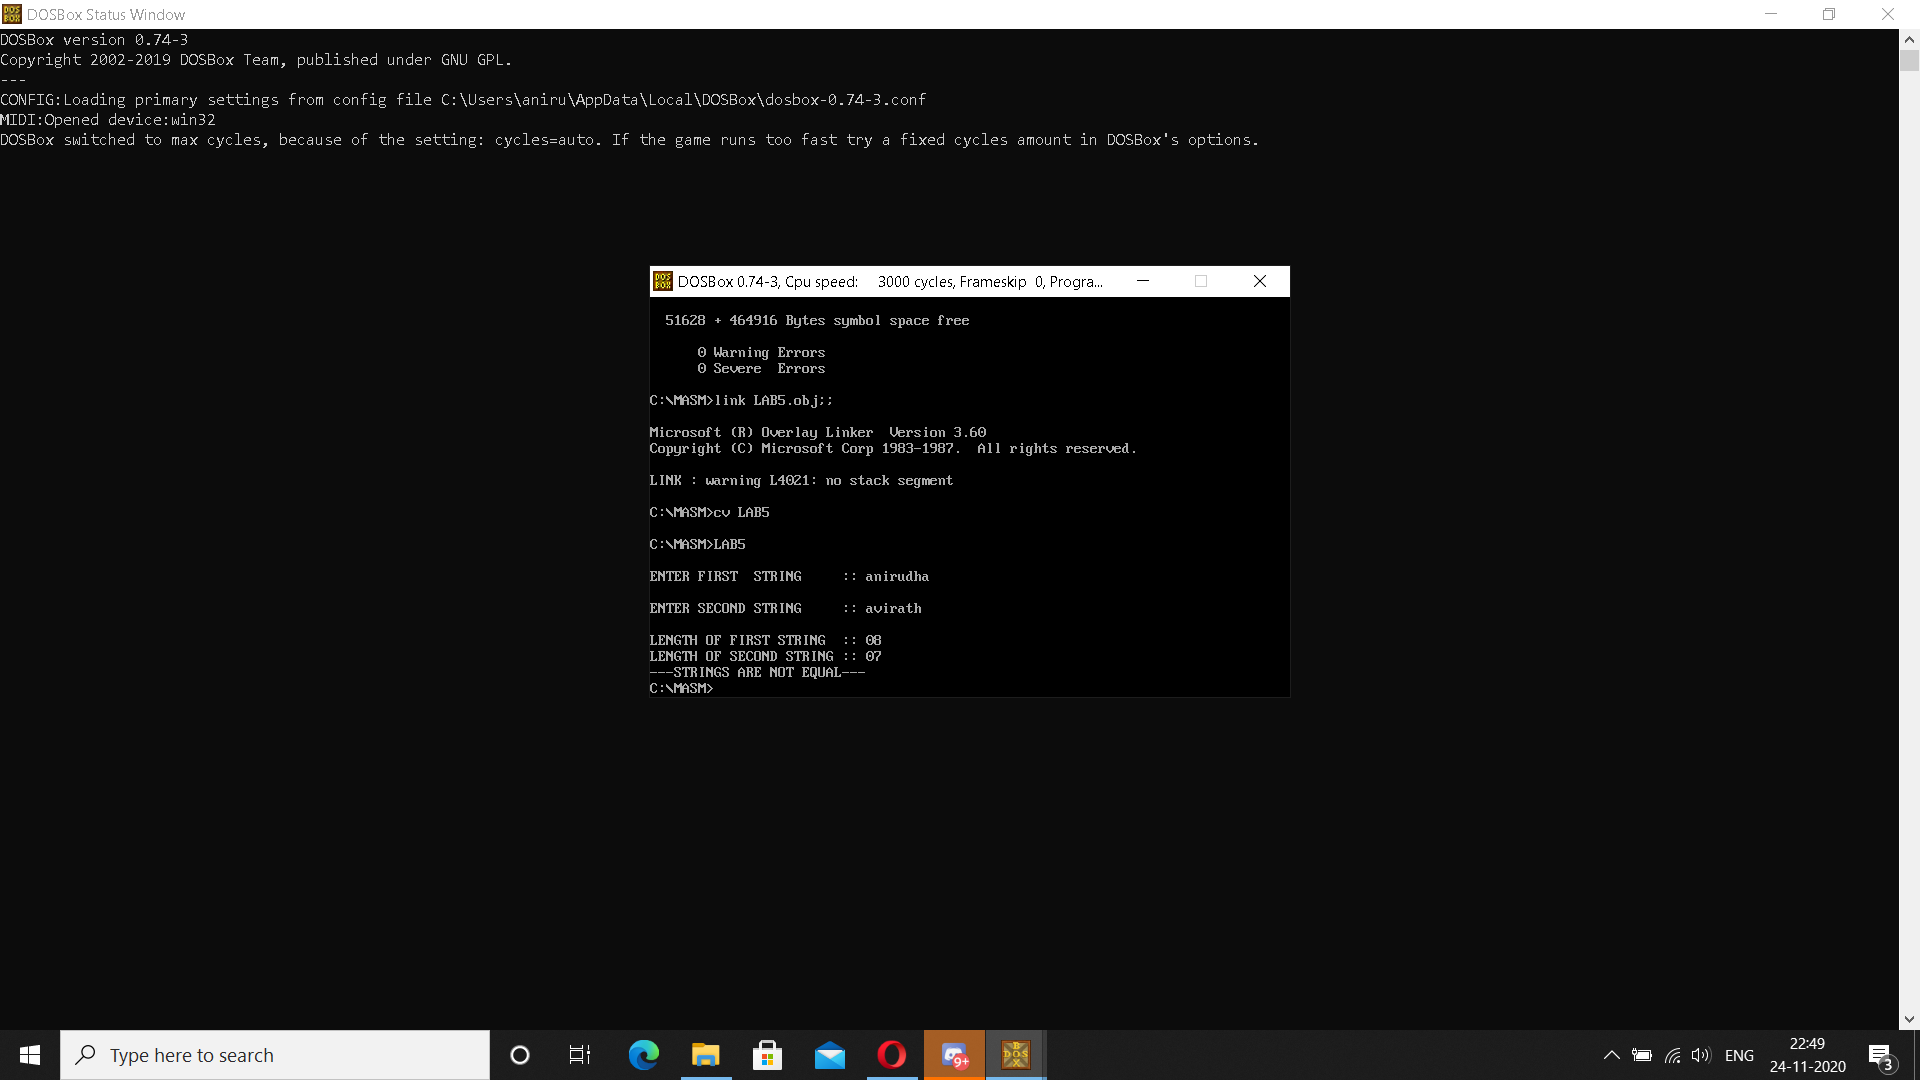 DOSBox Status Window
DOSBox version 0.74-3
Copyright 2002-2019 DOSBox Team, published under GNU GPL.
---
CONFIG:Loading primary settings from config file C:\Users\aniru\AppData\Local\DOSBox\dosbox-0.74-3.conf
MIDI:Opened device:win32
DOSBox switched to max cycles, because of the setting: cycles=auto. If the game runs too fast try a fixed cycles amount in DOSBox's options.
DOSBox 0.74-3, Cpu speed: 3000 cycles, Frameskip 0, Progra...
51628 + 464916 Bytes symbol space free
0 Warning Errors
0 Severe Errors
C:\MASM>link LAB5.obj;;
Microsoft (R) Overlay Linker Version 3.60
Copyright (C) Microsoft Corp 1983-1987. All rights reserved.
LINK : warning L4021: no stack segment
C:\MASM>cv LAB5
C:\MASM>LAB5
ENTER FIRST STRING :: anirudha
ENTER SECOND STRING :: avirath
LENGTH OF FIRST STRING :: 08
LENGTH OF SECOND STRING :: 07
---STRINGS ARE NOT EQUAL---
C:\MASM>
Type here to search
9+
DOS BOX
ENG
22:49
24-11-2020
3